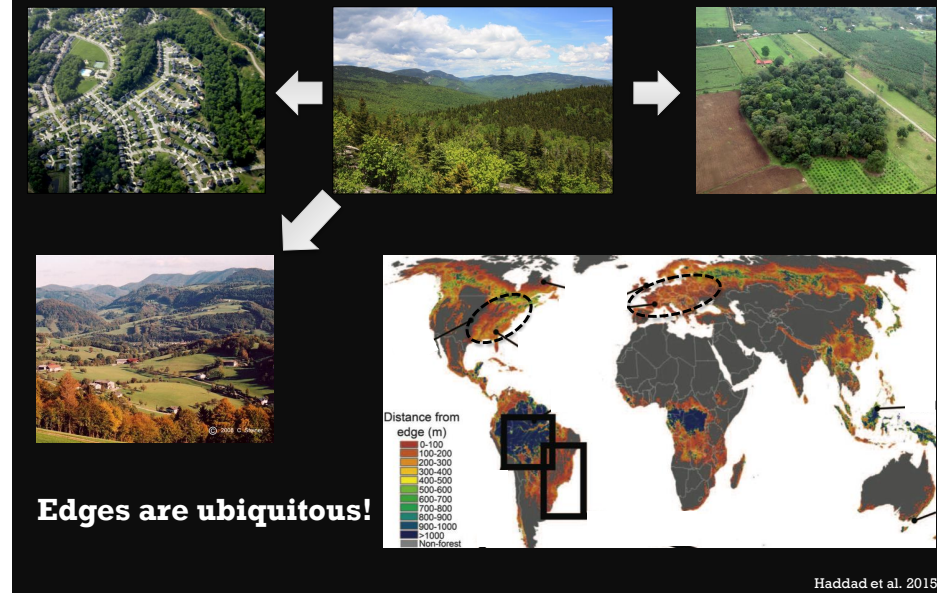 © 2008 C. Stenner
Distance from
edge (m)
0-100
100-200
200-300
300-400
400-500
500-600
600-700
700-800
800-900
900-1000
>1000
Non-forest
Edges are ubiquitous!
Haddad et al. 2015